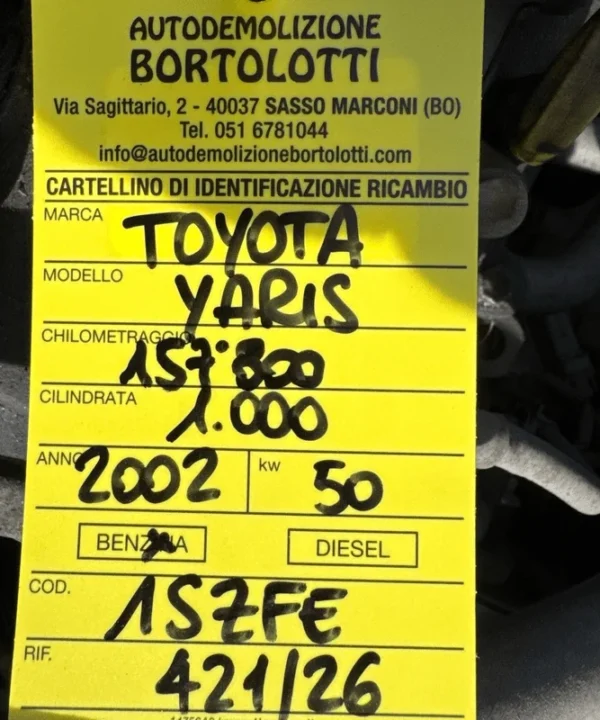 AUTODEMOLIZIONE
BORTOLOTTI
Via Sagittario, 2 - 40037 SASSO MARCONI (BO)
Tel. 051 6781044
info@autodemolizionebortolotti.com
CARTELLINO DI IDENTIFICAZIONE RICAMBIO
MARCA TOYOTA
MODELLO YARIS
CHILOMETRAGGIO 157.800
CILINDRATA 1.000
ANNO 2002 kw 50
BENZINA DIESEL
COD. 1SZFE
RIF. 421/26